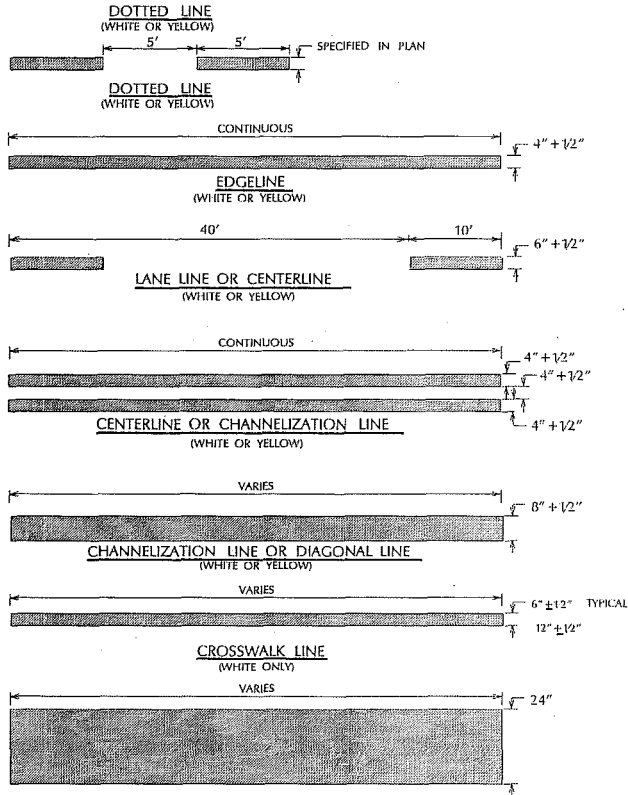 DOTTED LINE
(WHITE OR YELLOW)
5' 5' SPECIFIED IN PLAN
DOTTED LINE
(WHITE OR YELLOW)
CONTINUOUS
4" + 1/2"
EDGELINE
(WHITE OR YELLOW)
40' 10'
6" + 1/2"
LANE LINE OR CENTERLINE
(WHITE OR YELLOW)
CONTINUOUS
4" + 1/2"
4" + 1/2"
CENTERLINE OR CHANNELIZATION LINE
4" + 1/2"
(WHITE OR YELLOW)
VARIES
8" + 1/2"
CHANNELIZATION LINE OR DIAGONAL LINE
(WHITE OR YELLOW)
VARIES
6" ± 1/2" TYPICAL
12" ± 1/2"
CROSSWALK LINE
(WHITE ONLY)
VARIES
24"